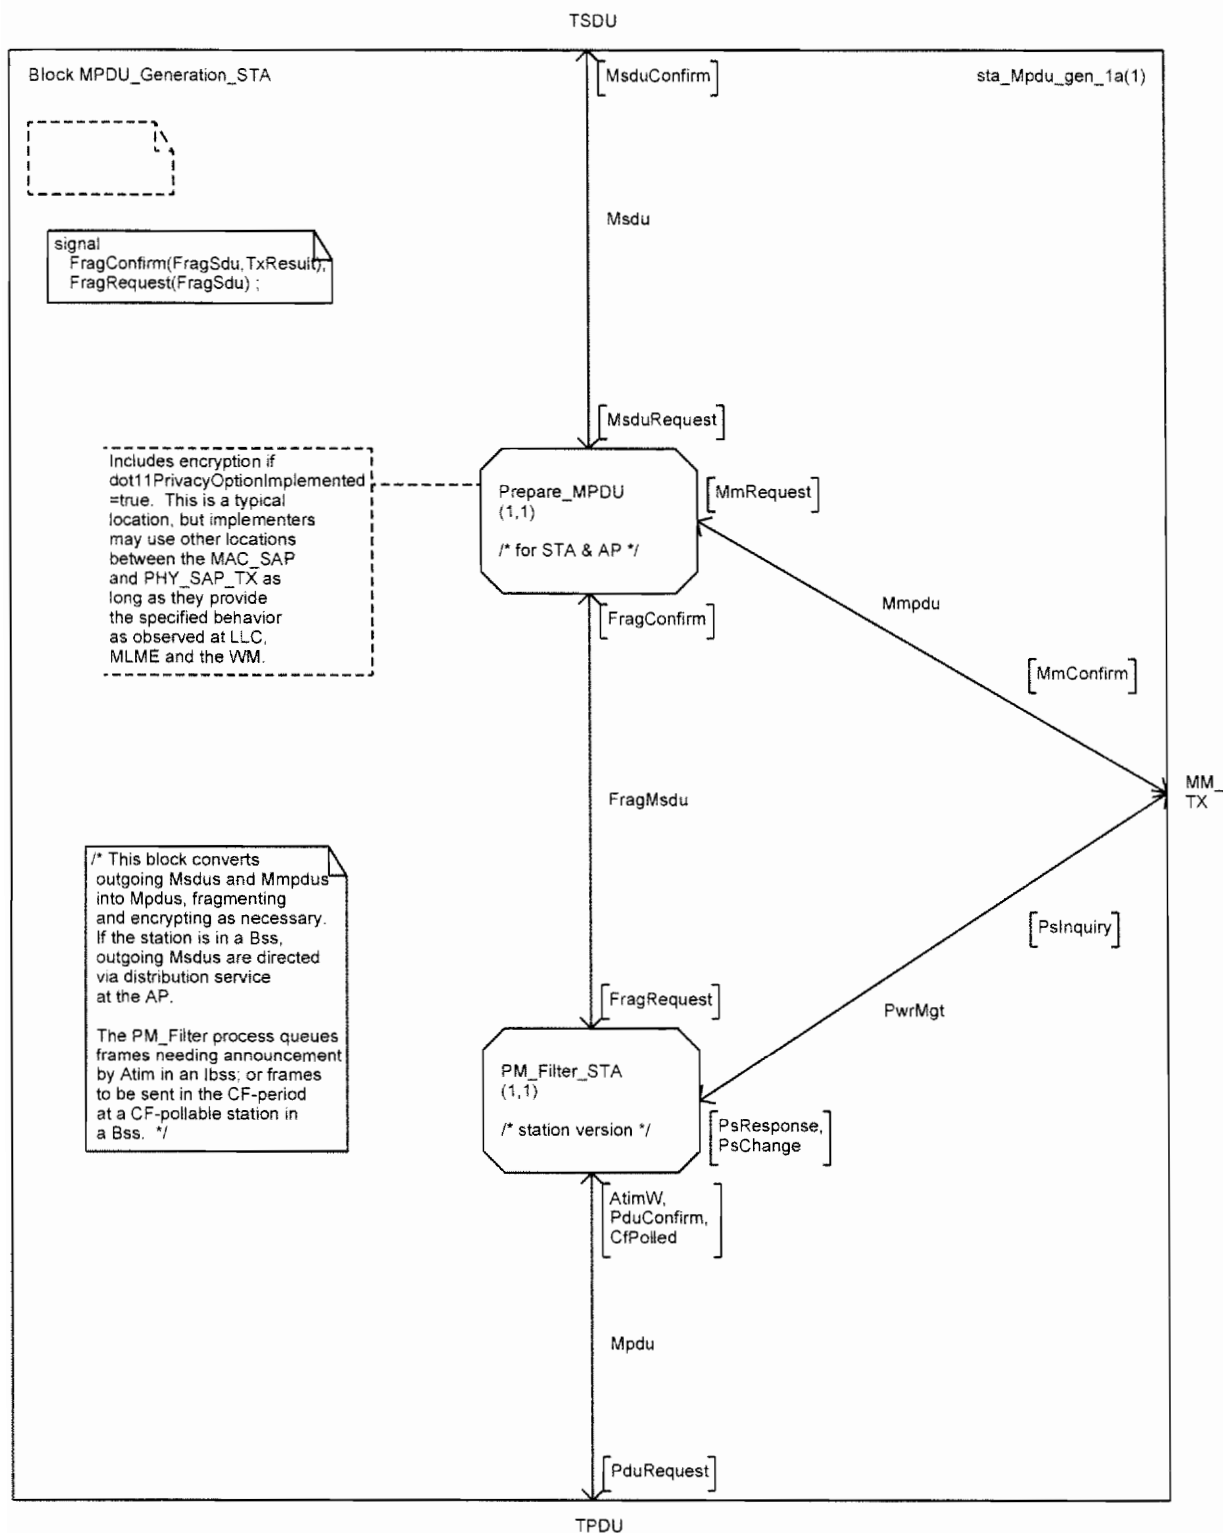 TSDU
Block MPDU_Generation_STA
[MsduConfirm]
sta_Mpdu_gen_1a(1)
Msdu
signal
FragConfirm(FragSdu,TxResult),
FragRequest(FragSdu) ;
[MsduRequest]
Includes encryption if
dot11PrivacyOptionImplemented
=true. This is a typical
location, but implementers
may use other locations
between the MAC_SAP
and PHY_SAP_TX as
long as they provide
the specified behavior
as observed at LLC,
MLME and the WM.
Prepare_MPDU
(1,1)
/* for STA & AP */
[MmRequest]
[FragConfirm]
Mmpdu
[MmConfirm]
MM_
TX
FragMsdu
/* This block converts
outgoing Msdus and Mmpdus
into Mpdus, fragmenting
and encrypting as necessary.
If the station is in a Bss,
outgoing Msdus are directed
via distribution service
at the AP.
The PM_Filter process queues
frames needing announcement
by Atim in an Ibss; or frames
to be sent in the CF-period
at a CF-pollable station in
a Bss. */
[PsInquiry]
[FragRequest]
PwrMgt
PM_Filter_STA
(1,1)
/* station version */
[PsResponse,
PsChange]
[AtimW,
PduConfirm,
CfPolled]
Mpdu
[PduRequest]
TPDU